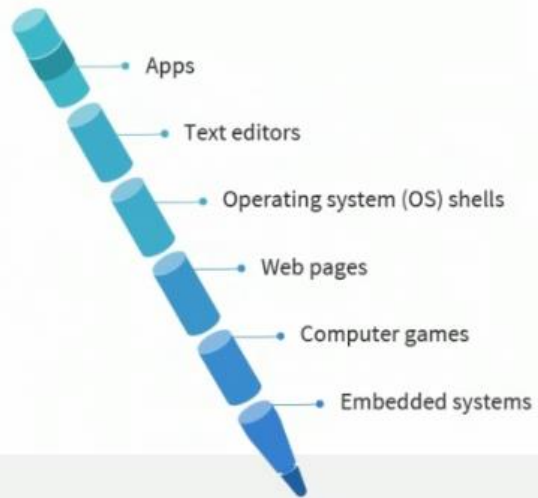 Apps
Text editors
Operating system (OS) shells
Web pages
Computer games
Embedded systems